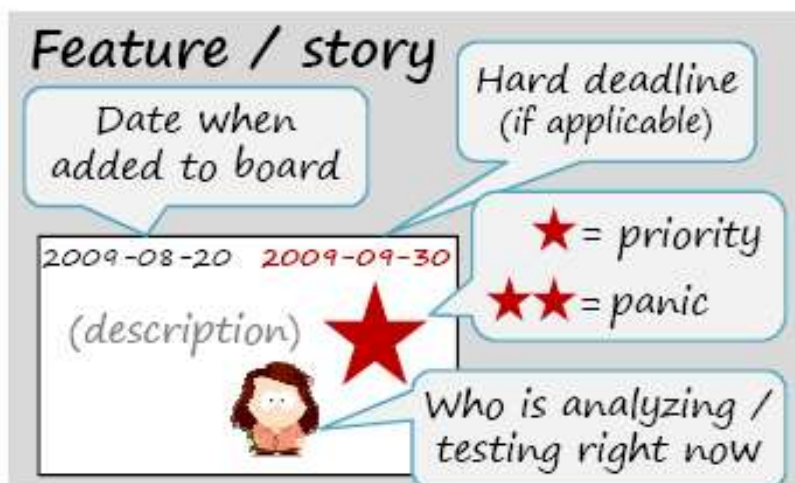 Feature / story
Date when
added to board
Hard deadline
(if applicable)
2009-08-20 2009-09-30
= priority
= panic
(description)
Who is analyzing /
testing right now